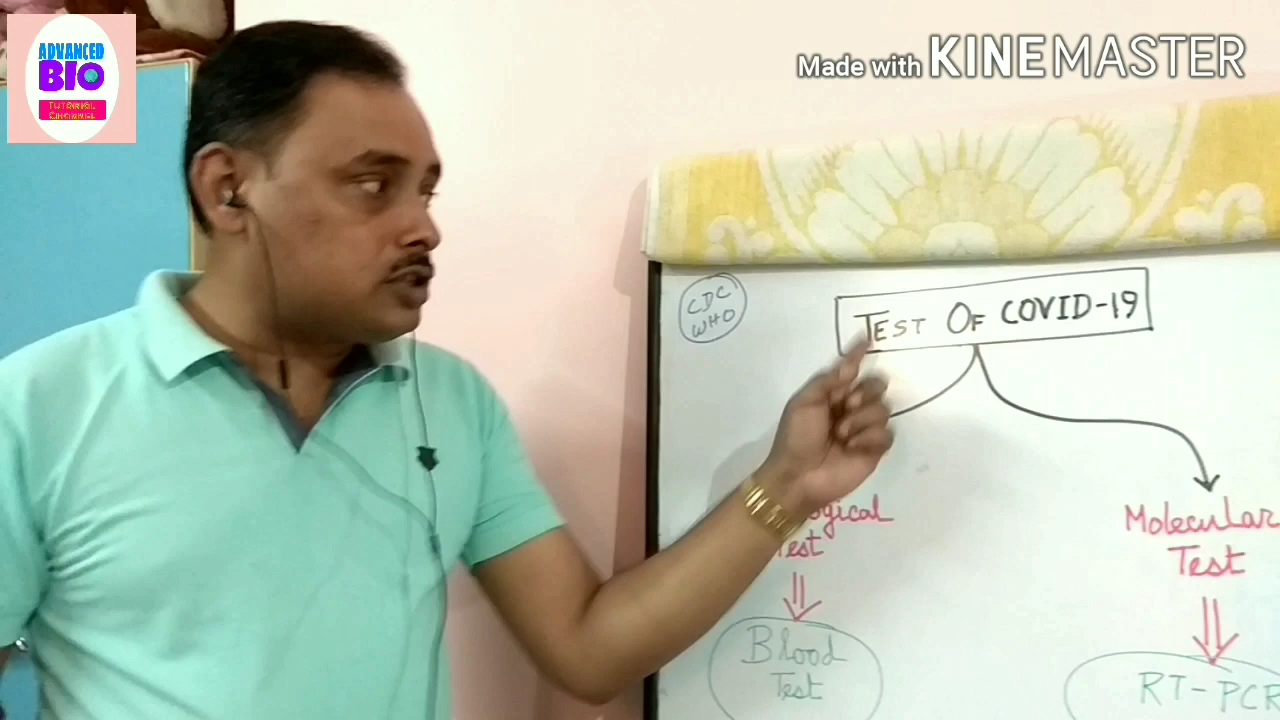 ADVANCED
BIO
TUTORIAL
CHANNEL
Made with KINEMASTER
CDC
WHO
TEST OF COVID-19
Test
Molecular
Test
Blood
Test
RT-PCR